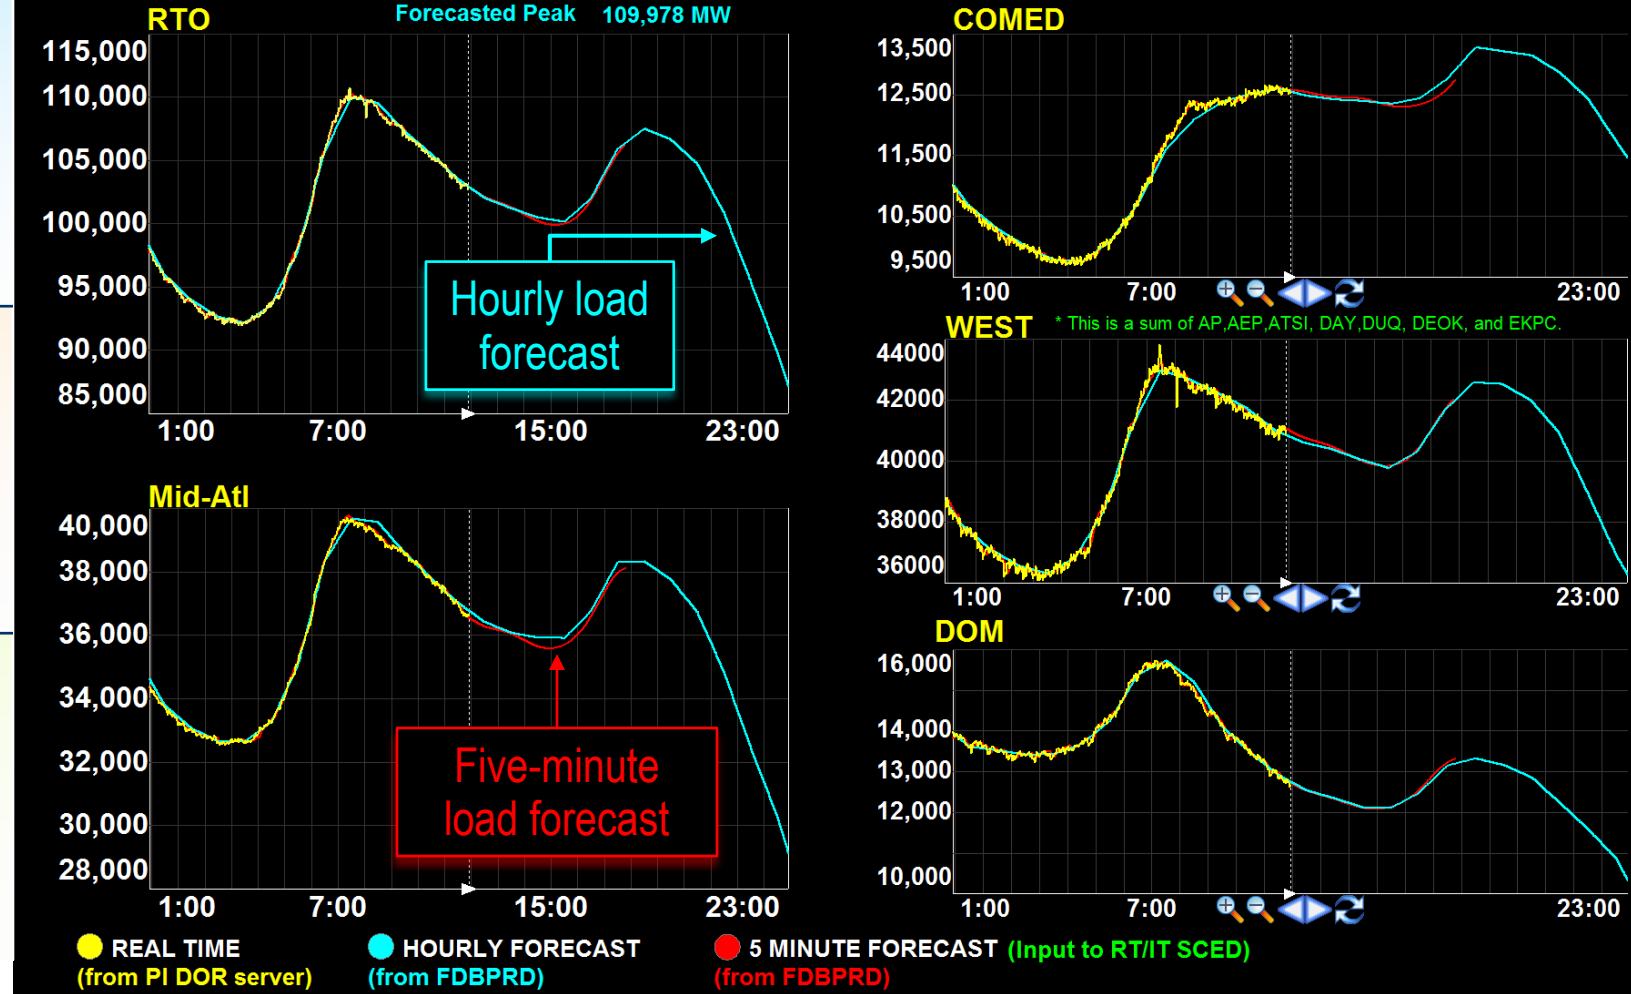 RTO
Forecasted Peak 109,978 MW
115,000
110,000
105,000
100,000
95,000
90,000
85,000
1:00 7:00 15:00 23:00
Hourly load
forecast
Mid-Atl
40,000
38,000
36,000
34,000
32,000
30,000
28,000
1:00 7:00 15:00 23:00
Five-minute
load forecast
COMED
13,500
12,500
11,500
10,500
9,500
1:00 7:00 23:00
WEST * This is a sum of AP,AEP,ATSI, DAY,DUQ, DEOK, and EKPC.
44000
42000
40000
38000
36000
1:00 7:00 23:00
DOM
16,000
14,000
13,000
12,000
10,000
1:00 7:00 23:00
REAL TIME
(from PI DOR server)
HOURLY FORECAST
(from FDBPRD)
5 MINUTE FORECAST (Input to RT/IT SCED)
(from FDBPRD)